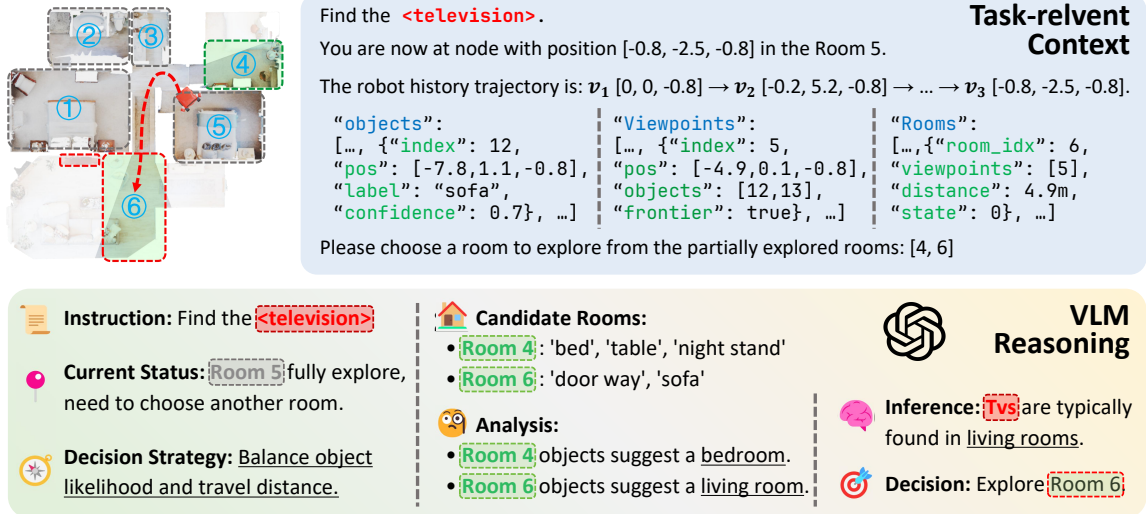 ①
②
③
④
⑤
⑥
Task-relvent
Context
Find the <television>.
You are now at node with position [-0.8, -2.5, -0.8] in the Room 5.
The robot history trajectory is: v1 [0, 0, -0.8] → v2 [-0.2, 5.2, -0.8] → ... → v3 [-0.8, -2.5, -0.8].
“objects”:
[…, {“index”: 12,
“pos”: [-7.8,1.1,-0.8],
“label”: “sofa”,
“confidence”: 0.7}, …]
“Viewpoints”:
[…, {“index”: 5,
“pos”: [-4.9,0.1,-0.8],
“objects”: [12,13],
“frontier”: true}, …]
“Rooms”:
[…,{“room_idx”: 6,
“viewpoints”: [5],
“distance”: 4.9m,
“state”: 0}, …]
Please choose a room to explore from the partially explored rooms: [4, 6]
Instruction: Find the <television>
Current Status: Room 5 fully explore,
need to choose another room.
Decision Strategy: Balance object
likelihood and travel distance.
Candidate Rooms:
• Room 4 : 'bed', 'table', 'night stand'
• Room 6 : 'door way', 'sofa'
Analysis:
• Room 4 objects suggest a bedroom.
• Room 6 objects suggest a living room.
VLM
Reasoning
Inference: Tvs are typically
found in living rooms.
Decision: Explore Room 6